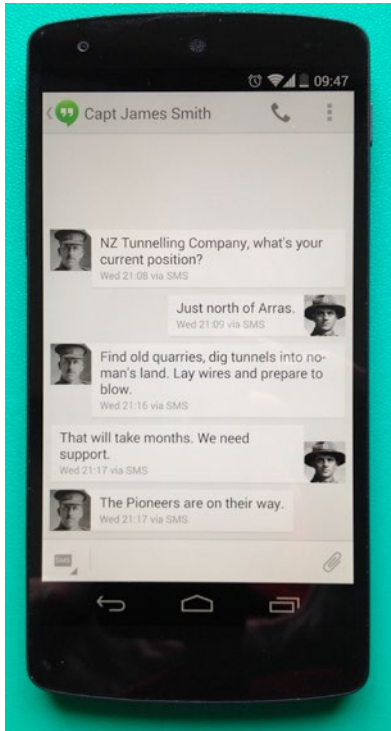 09:47
Capt James Smith
NZ Tunnelling Company, what's your
current position?
Wed 21:08 via SMS
Just north of Arras.
Wed 21:09 via SMS
Find old quarries, dig tunnels into no-
man's land. Lay wires and prepare to
blow.
Wed 21:16 via SMS
That will take months. We need
support.
Wed 21:17 via SMS
The Pioneers are on their way.
Wed 21:17 via SMS
SMS